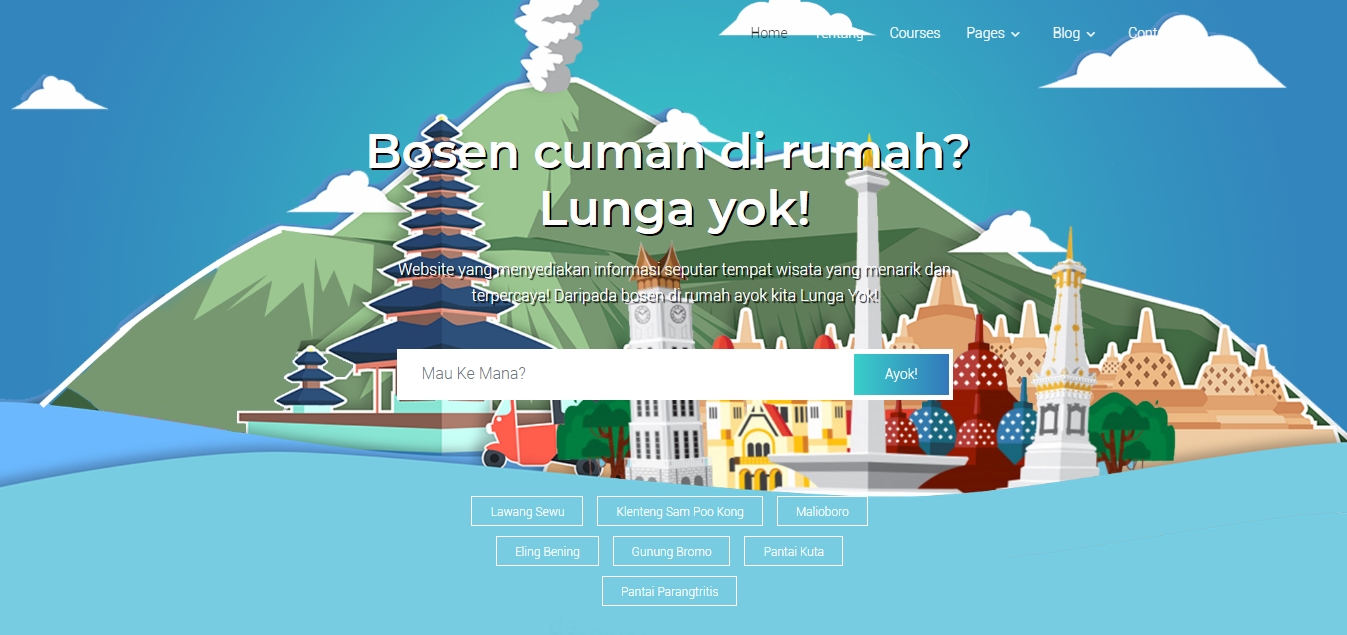 Home Tentang Courses Pages Blog
Bosen cuman di rumah?
Lunga yok!
Website yang menyediakan informasi seputar tempat wisata yang menarik dan
terpercaya! Daripada bosen di rumah ayok kita Lunga Yok!
Mau Ke Mana? Ayok!
Lawang Sewu Klenteng Sam Poo Kong Malioboro
Eling Bening Gunung Bromo Pantai Kuta
Pantai Parangtritis